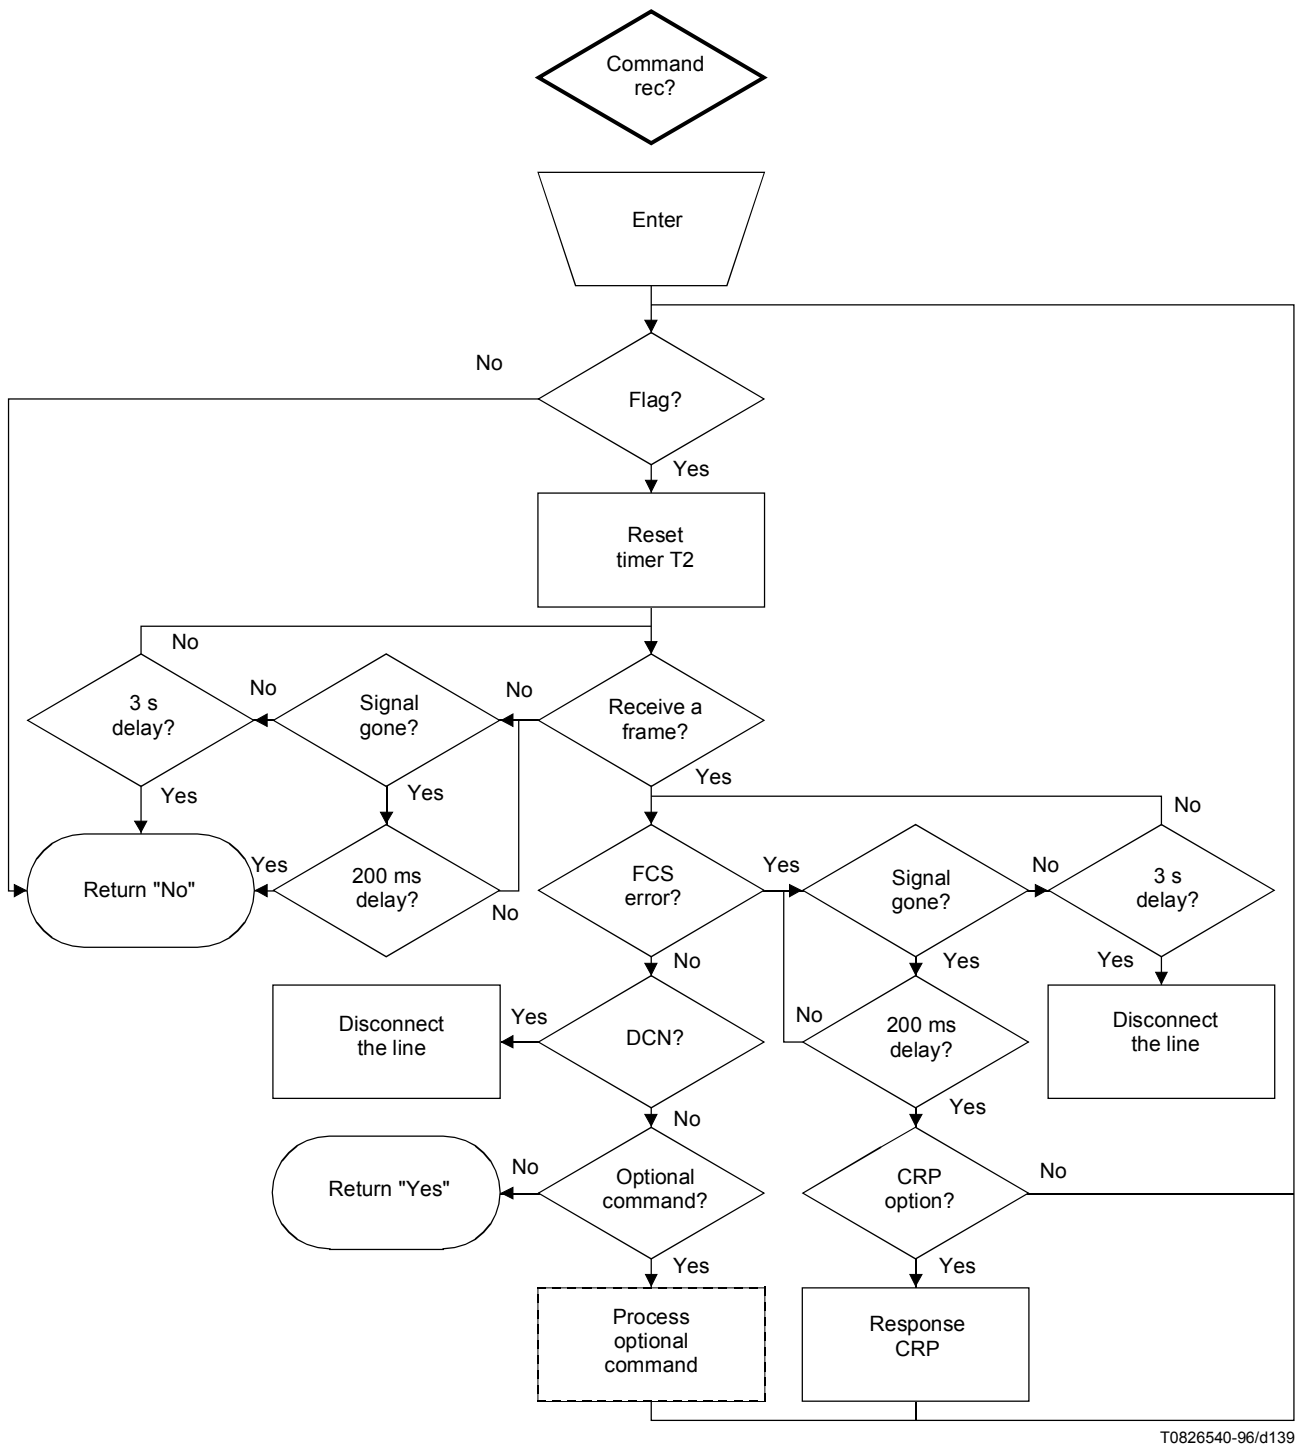 Command
rec?
Enter
No
Flag?
Yes
Reset
timer T2
No
3 s
delay?
No
Signal
gone?
No
Receive a
frame?
Yes
Yes
Yes
No
Return "No"
Yes
200 ms
delay?
No
FCS
error?
Yes
Signal
gone?
No
3 s
delay?
No
Yes
Yes
Disconnect
the line
Yes
DCN?
No
200 ms
delay?
Disconnect
the line
No
Yes
Return "Yes"
No
Optional
command?
CRP
option?
No
Yes
Yes
Process
optional
command
Response
CRP
T0826540-96/d139